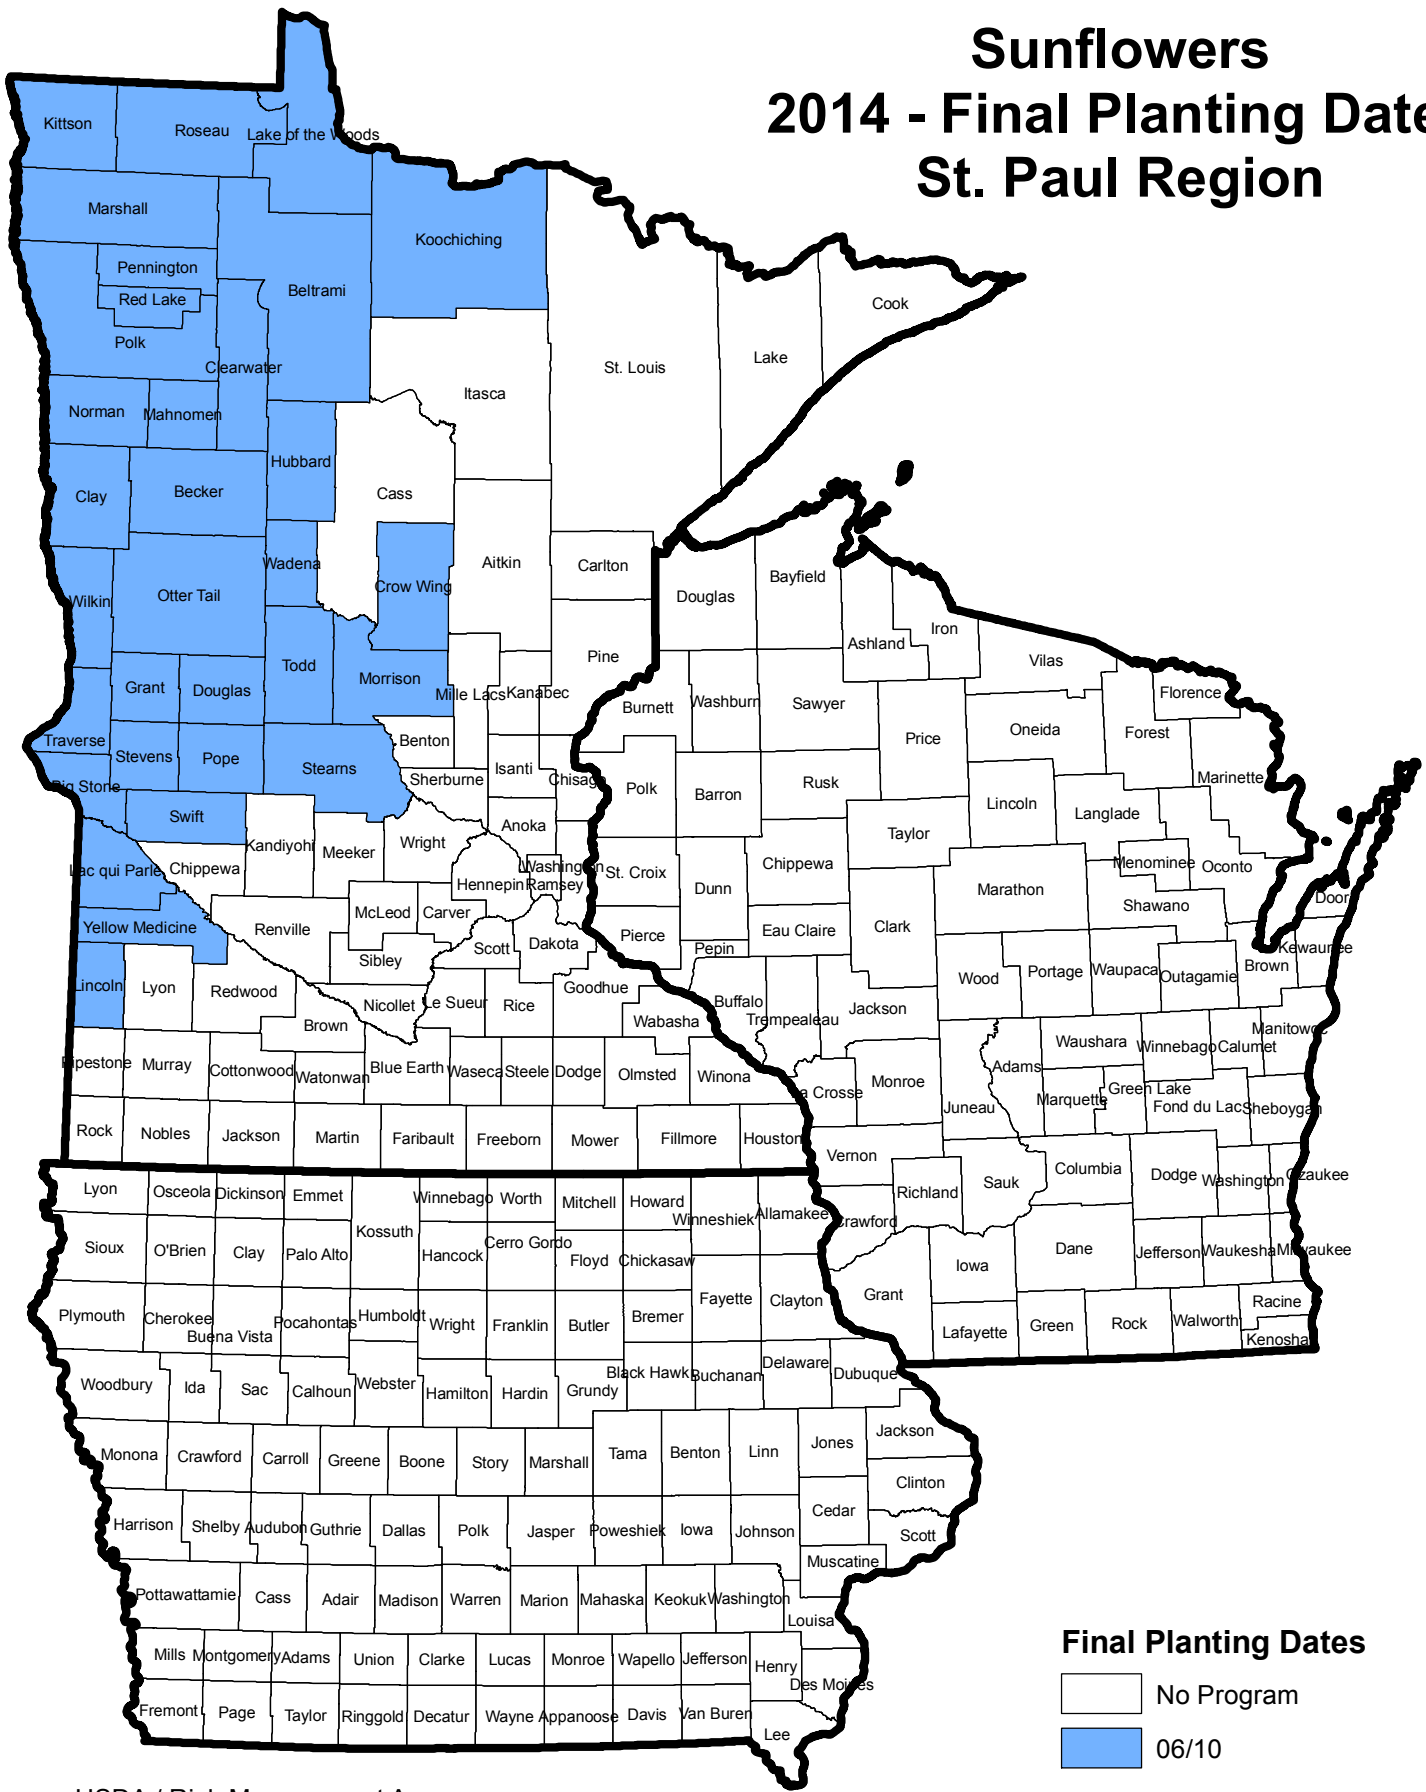 Sunflowers
2014 - Final Planting Date
St. Paul Region
Kittson
Roseau
Lake of the Woods
Marshall
Koochiching
Pennington
Beltrami
Red Lake
Cook
Polk
Clearwater
St. Louis
Lake
Itasca
Norman
Mahnomen
Hubbard
Clay
Becker
Cass
Wadena
Aitkin
Carlton
Crow Wing
Bayfield
Wilkin
Otter Tail
Douglas
Iron
Ashland
Todd
Pine
Vilas
Morrison
Grant
Douglas
Mille Lacs
Kanabec
Florence
Burnett
Washburn
Sawyer
Traverse
Benton
Price
Oneida
Forest
Stevens
Pope
Stearns
Isanti
Sherburne
Chisago
Marinette
Big Stone
Polk
Barron
Rusk
Lincoln
Swift
Anoka
Langlade
Kandiyohi
Meeker
Wright
Taylor
Lac qui Parle
Chippewa
Washington
Chippewa
Menominee
Oconto
Hennepin
Ramsey
St. Croix
Dunn
Marathon
Door
McLeod
Carver
Shawano
Yellow Medicine
Renville
Scott
Dakota
Pierce
Eau Claire
Clark
Pepin
Kewaunee
Sibley
Brown
Lincoln
Lyon
Redwood
Goodhue
Wood
Portage
Waupaca
Outagamie
Nicollet
Le Sueur
Rice
Buffalo
Trempealeau
Jackson
Brown
Wabasha
Manitowoc
Pipestone
Murray
Cottonwood
Watonwan
Blue Earth
Waseca
Steele
Dodge
Olmsted
Winona
Waushara
Winnebago
Calumet
Adams
La Crosse
Monroe
Juneau
Marquette
Green Lake
Fond du Lac
Sheboygan
Rock
Nobles
Jackson
Martin
Faribault
Freeborn
Mower
Fillmore
Houston
Vernon
Columbia
Dodge
Washington
Ozaukee
Lyon
Osceola
Dickinson
Emmet
Winnebago
Worth
Mitchell
Howard
Richland
Sauk
Kossuth
Winneshiek
Allamakee
Crawford
Sioux
O'Brien
Clay
Palo Alto
Hancock
Cerro Gordo
Floyd
Chickasaw
Dane
Jefferson
Waukesha
Milwaukee
Iowa
Fayette
Clayton
Grant
Racine
Plymouth
Cherokee
Buena Vista
Pocahontas
Humboldt
Wright
Franklin
Butler
Bremer
Lafayette
Green
Rock
Walworth
Kenosha
Black Hawk
Buchanan
Delaware
Dubuque
Woodbury
Ida
Sac
Calhoun
Webster
Hamilton
Hardin
Grundy
Jackson
Monona
Crawford
Carroll
Greene
Boone
Story
Marshall
Tama
Benton
Linn
Jones
Clinton
Cedar
Harrison
Shelby
Audubon
Guthrie
Dallas
Polk
Jasper
Poweshiek
Iowa
Johnson
Scott
Muscatine
Pottawattamie
Cass
Adair
Madison
Warren
Marion
Mahaska
Keokuk
Washington
Louisa
Mills
Montgomery
Adams
Union
Clarke
Lucas
Monroe
Wapello
Jefferson
Henry
Des Moines
Fremont
Page
Taylor
Ringgold
Decatur
Wayne
Appanoose
Davis
Van Buren
Lee
Final Planting Dates
No Program
06/10